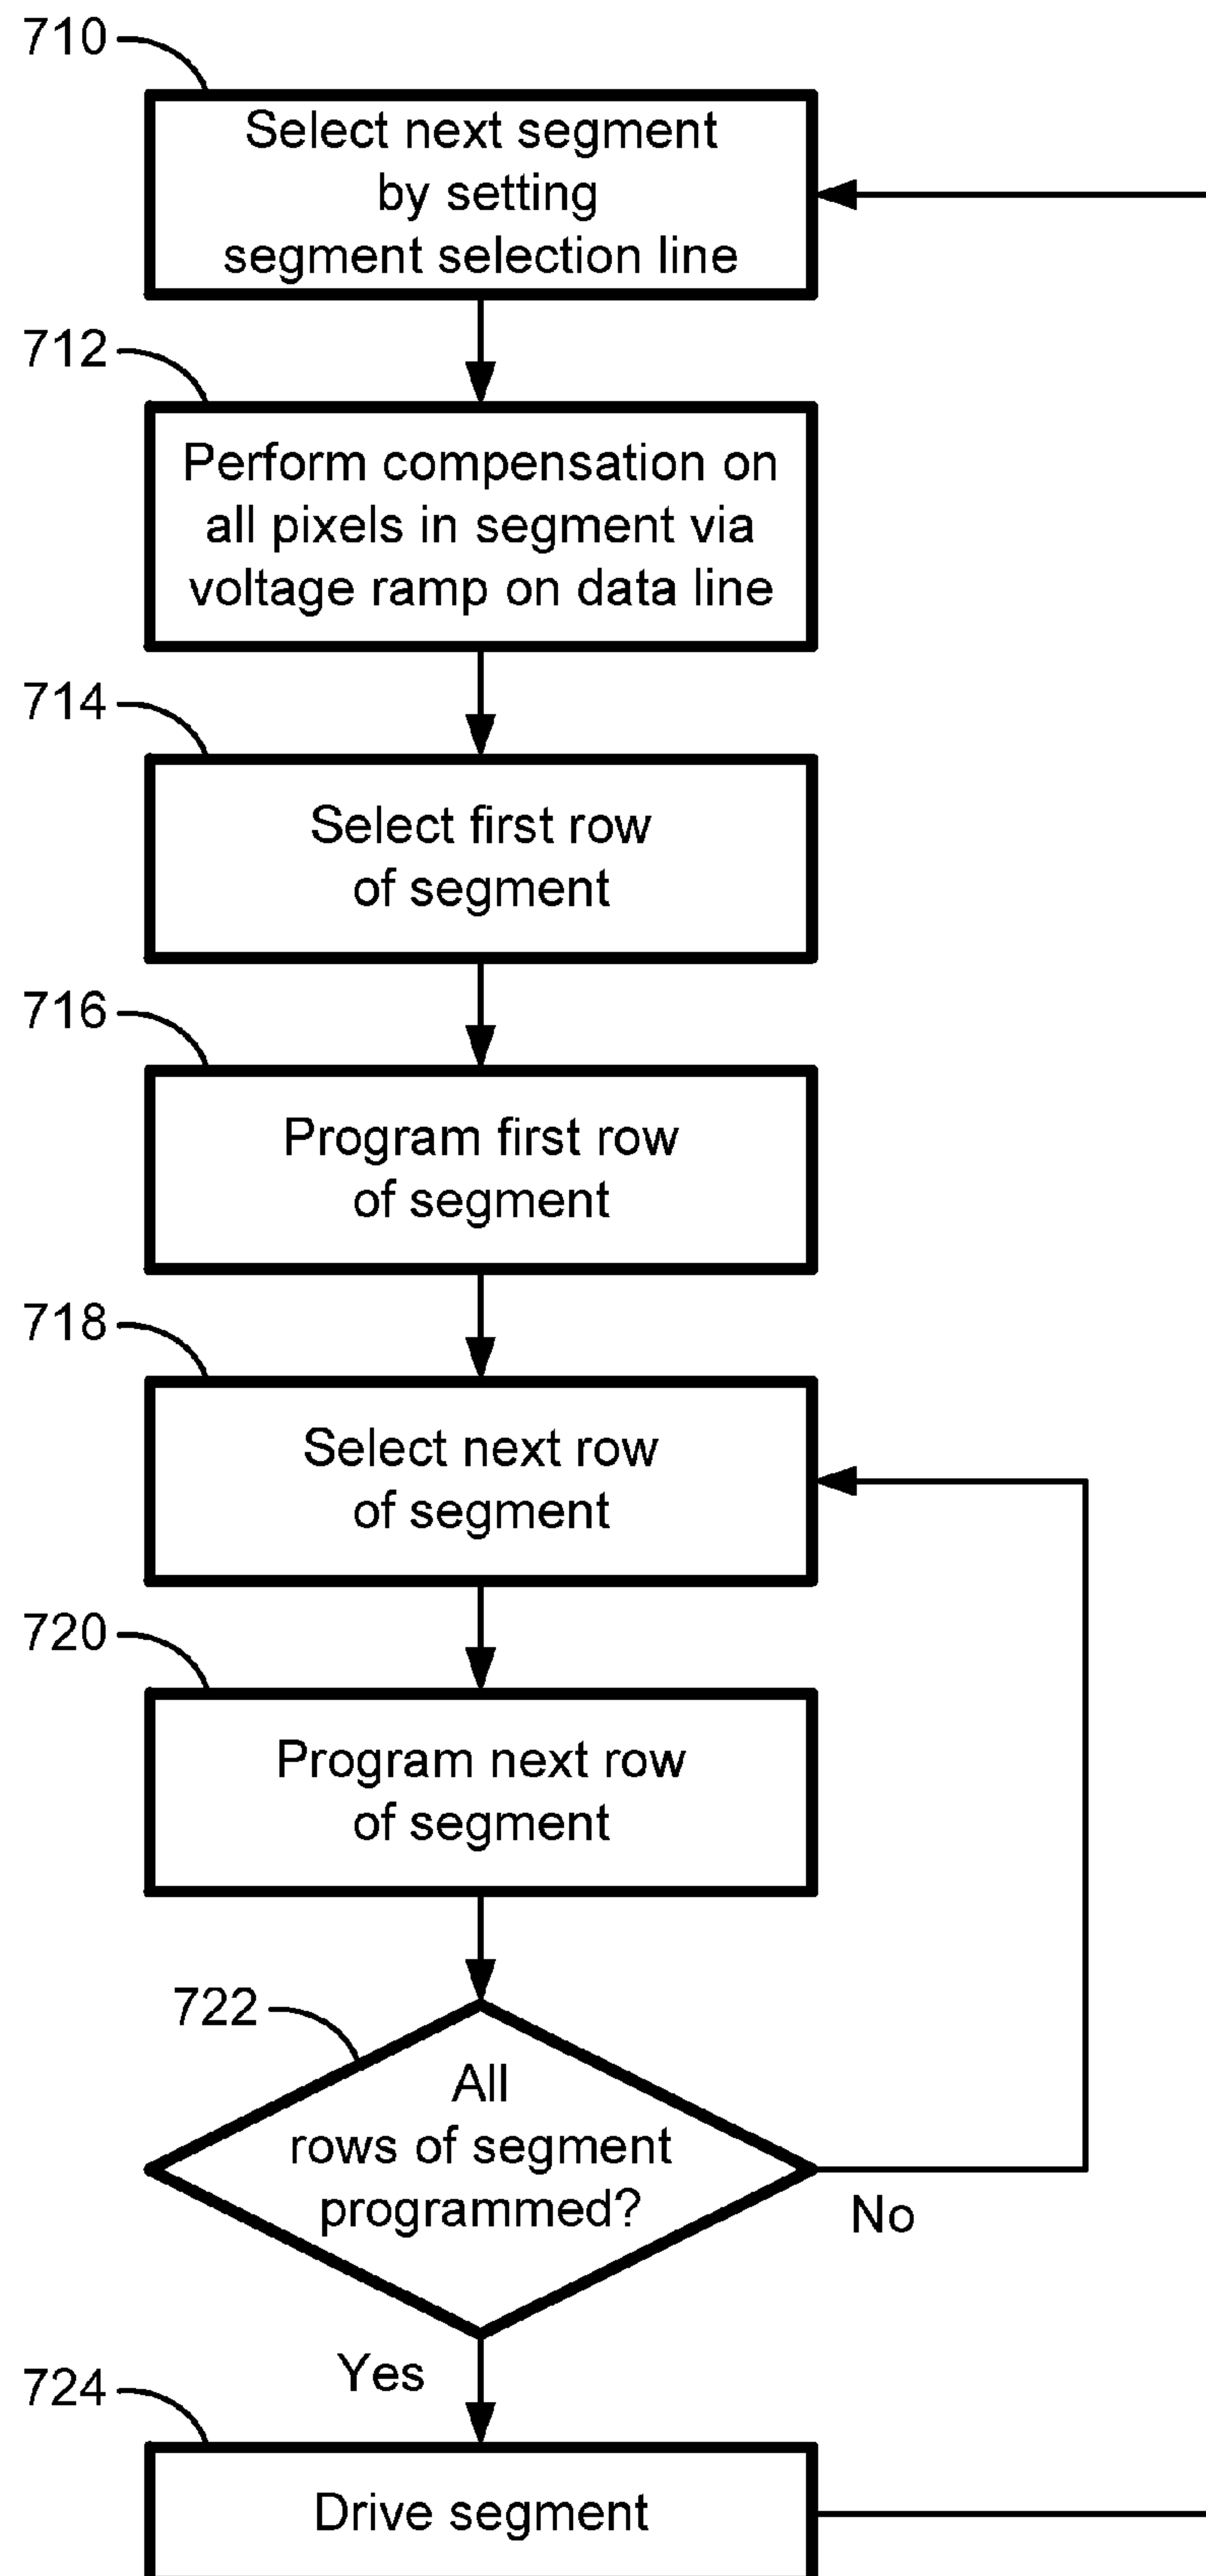 710
Select next segment
by setting
segment selection line
712
Perform compensation on
all pixels in segment via
voltage ramp on data line
714
Select first row
of segment
716
Program first row
of segment
718
Select next row
of segment
720
Program next row
of segment
722
All
rows of segment
programmed?
No
Yes
724
Drive segment